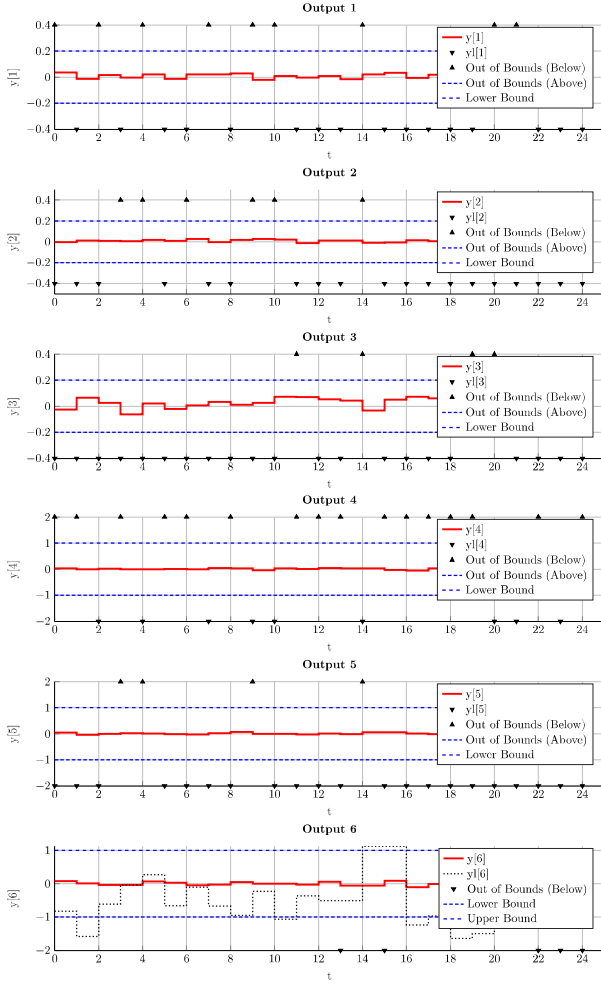 Output 1
y[1]
0.4
0.2
0
−0.2
−0.4
0 2 4 6 8 10 12 14 16 18 20 22 24
t
y[1]
yl[1]
Out of Bounds (Below)
Out of Bounds (Above)
Lower Bound
Output 2
y[2]
0.4
0.2
0
−0.2
−0.4
0 2 4 6 8 10 12 14 16 18 20 22 24
t
y[2]
yl[2]
Out of Bounds (Below)
Out of Bounds (Above)
Lower Bound
Output 3
y[3]
0.4
0.2
0
−0.2
−0.4
0 2 4 6 8 10 12 14 16 18 20 22 24
t
y[3]
yl[3]
Out of Bounds (Below)
Out of Bounds (Above)
Lower Bound
Output 4
y[4]
2
1
0
−1
−2
0 2 4 6 8 10 12 14 16 18 20 22 24
t
y[4]
yl[4]
Out of Bounds (Below)
Out of Bounds (Above)
Lower Bound
Output 5
y[5]
2
1
0
−1
−2
0 2 4 6 8 10 12 14 16 18 20 22 24
t
y[5]
yl[5]
Out of Bounds (Below)
Out of Bounds (Above)
Lower Bound
Output 6
y[6]
1
0
−1
−2
0 2 4 6 8 10 12 14 16 18 20 22 24
t
y[6]
yl[6]
Out of Bounds (Below)
Lower Bound
Upper Bound